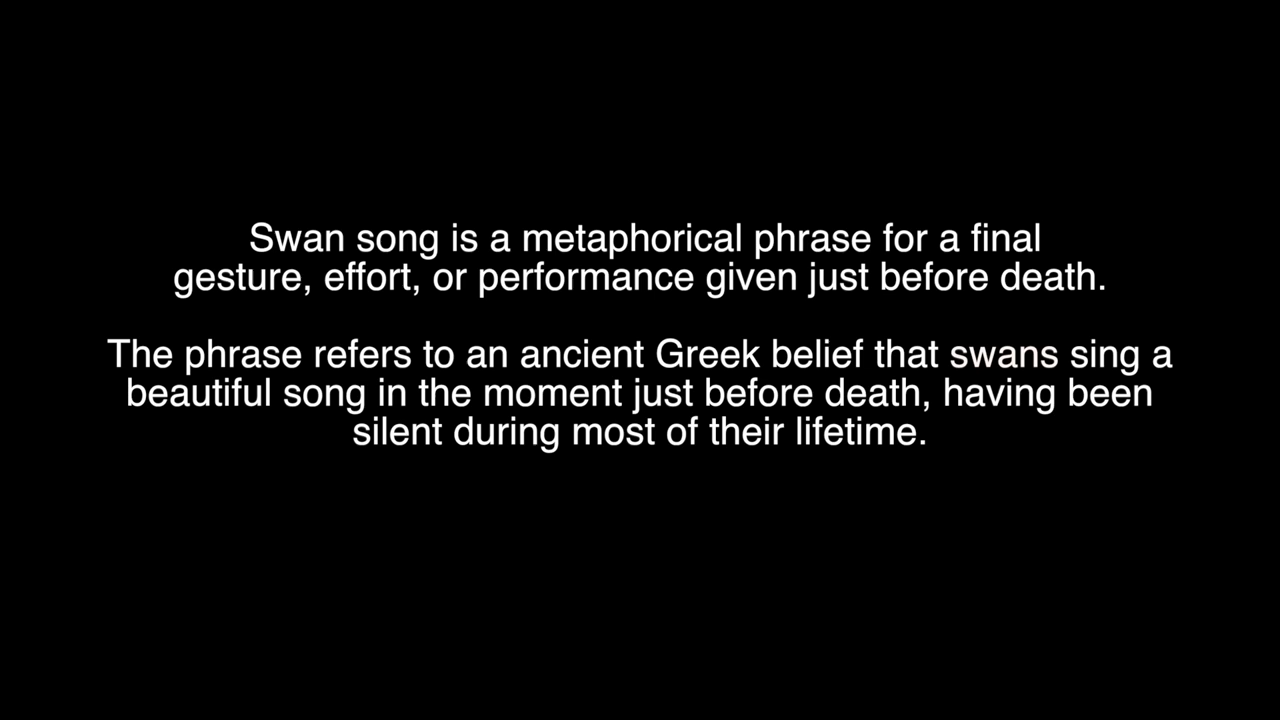 Swan song is a metaphorical phrase for a final
gesture, effort, or performance given just before death.
The phrase refers to an ancient Greek belief that swans sing a
beautiful song in the moment just before death, having been
silent during most of their lifetime.